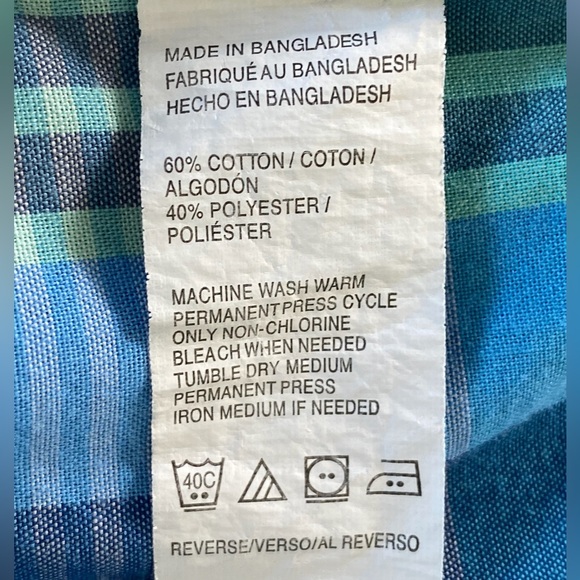 MADE IN BANGLADESH
FABRIQUÉ AU BANGLADESH
HECHO EN BANGLADESH
60% COTTON / COTON /
ALGODÓN
40% POLYESTER /
POLIÉSTER
MACHINE WASH WARM
PERMANENT PRESS CYCLE
ONLY NON-CHLORINE
BLEACH WHEN NEEDED
TUMBLE DRY MEDIUM
PERMANENT PRESS
IRON MEDIUM IF NEEDED
40C
REVERSE/VERSO/AL REVERSO